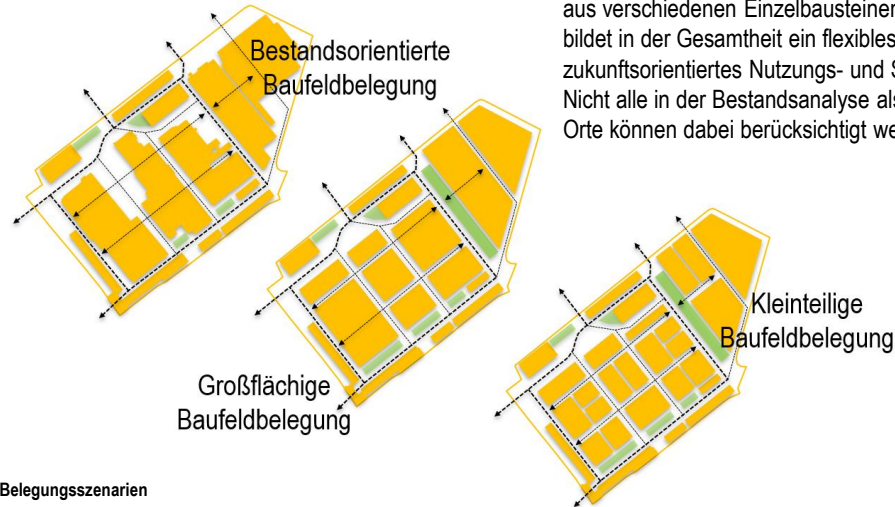 aus verschiedenen Einzelbausteinen
bildet in der Gesamtheit ein flexibles
zukunftsorientiertes Nutzungs- und S
Nicht alle in der Bestandsanalyse als
Orte können dabei berücksichtigt we
Bestandsorientierte
Baufeldbelegung
Großflächige
Baufeldbelegung
Kleinteilige
Baufeldbelegung
Belegungsszenarien